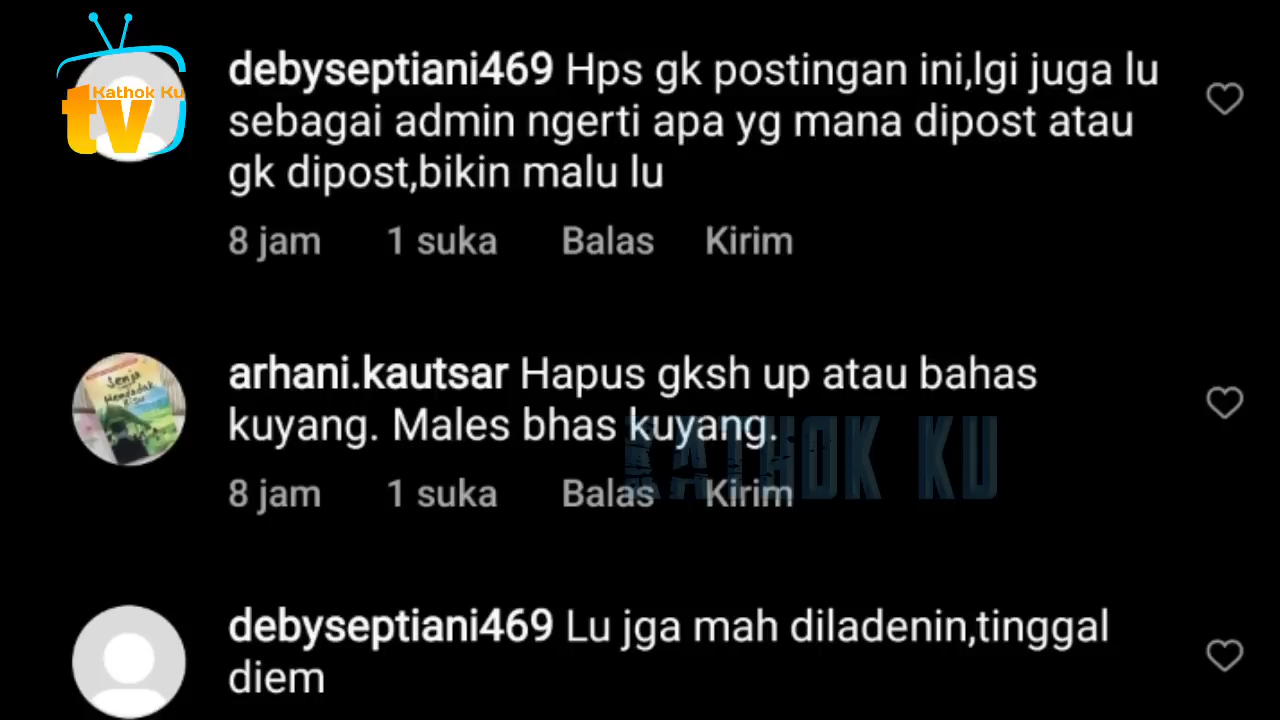 Kathok Ku
tv
debyseptiani469 Hps gk postingan ini,lgi juga lu
sebagai admin ngerti apa yg mana dipost atau
gk dipost,bikin malu lu
8 jam 1 suka Balas Kirim
Senja
arhani.kautsar Hapus gksh up atau bahas
kuyang. Males bhas kuyang.
KATHOK KU
8 jam 1 suka Balas Kirim
debyseptiani469 Lu jga mah diladenin,tinggal
diem